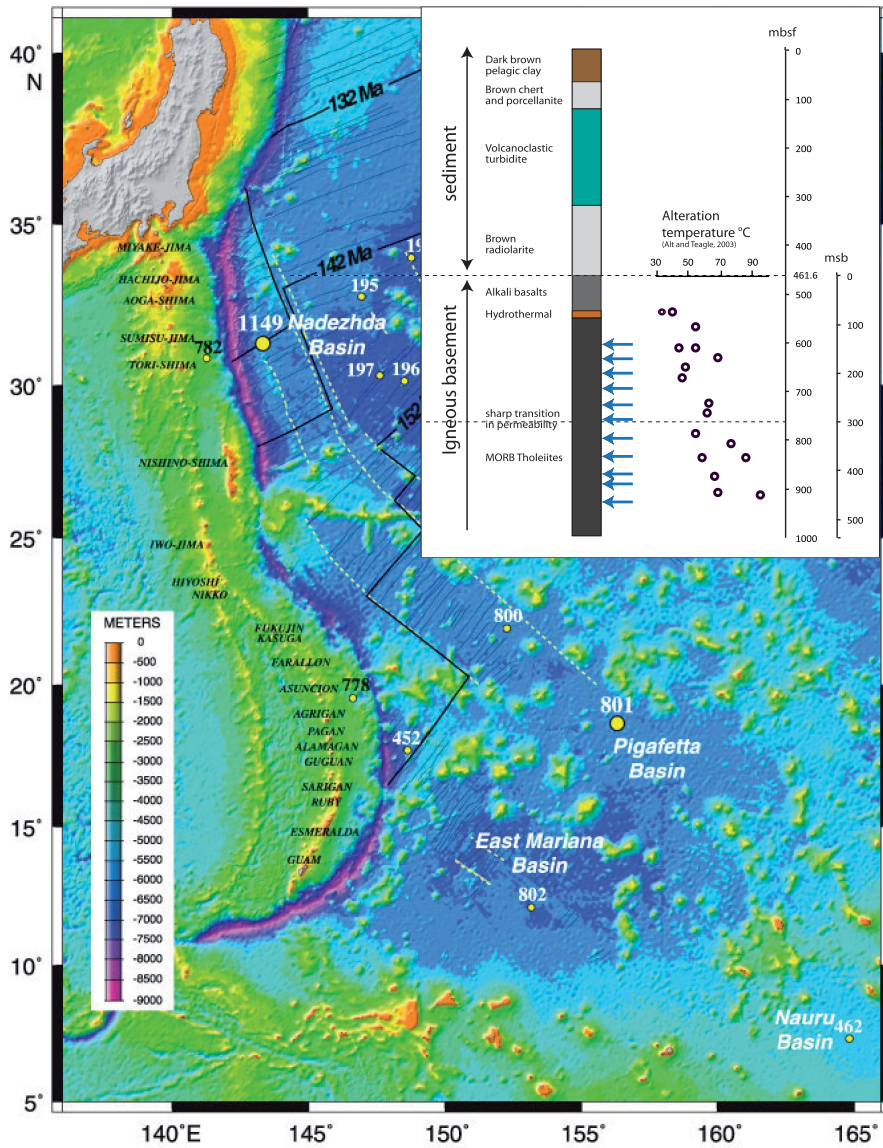 mbsf
0
100
200
300
400
461.6
500
600
700
800
900
1000
msb
0
100
200
300
400
500
sediment
Igneous basement
Dark brown
pelagic clay
Brown chert
and porcellanite
Volcanoclastic
turbidite
Brown
radiolarite
Alkali basalts
Hydrothermal
sharp transition
in permeabilty
MORB Tholeiites
Alteration
temperature °C
(Alt and Teagle, 2003)
30 50 70 90
40°
N
35°
30°
25°
20°
15°
10°
5°
140°E 145° 150° 155° 160° 165°
132 Ma
142 Ma
152
MIYAKE-JIMA
HACHIJO-JIMA
AOGA-SHIMA
SUMISU-JIMA
782
TORI-SHIMA
NISHINO-SHIMA
IWO-JIMA
HIYOSHI
NIKKO
FUKUJIN
KASUGA
FARALLON
ASUNCION
778
AGRIGAN
PAGAN
ALAMAGAN
GUGUAN
SARIGAN
RUBY
ESMERALDA
GUAM
19
195
1149
Nadezhda
Basin
197
196
800
801
Pigafetta
Basin
452
East Mariana
Basin
802
Nauru
Basin
462
METERS
0
-500
-1000
-1500
-2000
-2500
-3000
-3500
-4000
-4500
-5000
-5500
-6000
-6500
-7000
-7500
-8000
-8500
-9000